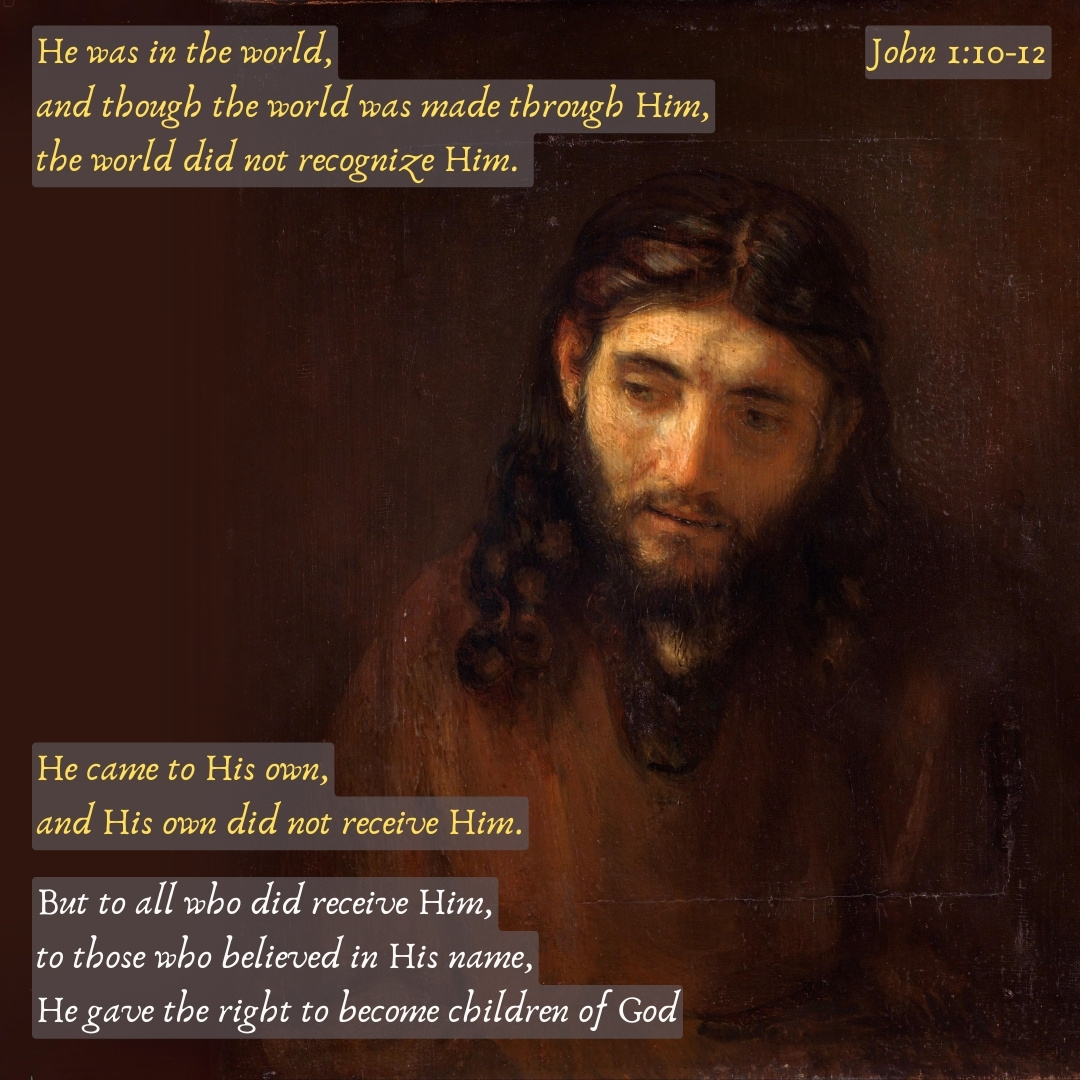 He was in the world,
and though the world was made through Him,
the world did not recognize Him.
John 1:10-12
He came to His own,
and His own did not receive Him.
But to all who did receive Him,
to those who believed in His name,
He gave the right to become children of God